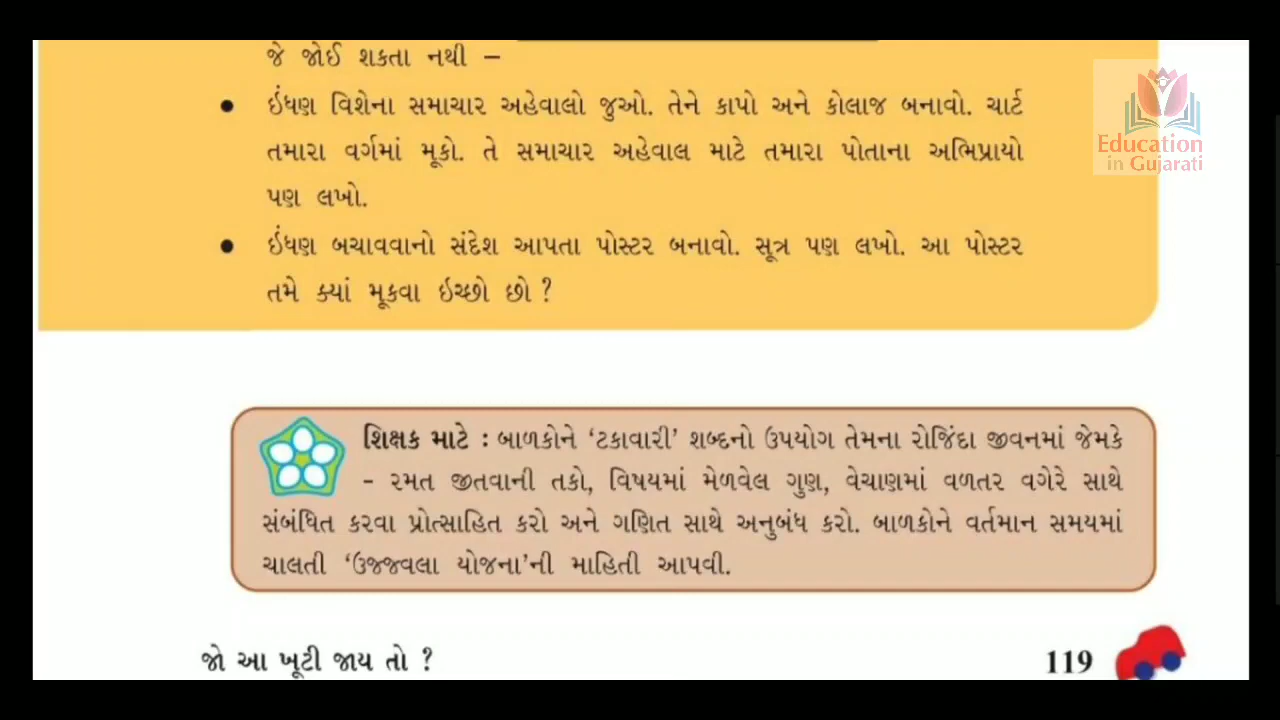 જે જોઈ શકતા નથી –
● ઇંધણ વિશેના સમાચાર અહેવાલો જુઓ. તેને કાપો અને કોલાજ બનાવો. ચાર્ટ
તમારા વર્ગમાં મૂકો. તે સમાચાર અહેવાલ માટે તમારા પોતાના અભિપ્રાયો
પણ લખો.
● ઇંધણ બચાવવાનો સંદેશ આપતા પોસ્ટર બનાવો. સૂત્ર પણ લખો. આ પોસ્ટર
તમે ક્યાં મૂકવા ઇચ્છો છો ?
Education
in Gujarati
શિક્ષક માટે : બાળકોને ‘ટકાવારી’ શબ્દનો ઉપયોગ તેમના રોજિંદા જીવનમાં જેમકે
- રમત જીતવાની તકો, વિષયમાં મેળવેલ ગુણ, વેચાણમાં વળતર વગેરે સાથે
સંબંધિત કરવા પ્રોત્સાહિત કરો અને ગણિત સાથે અનુબંધ કરો. બાળકોને વર્તમાન સમયમાં
ચાલતી ‘ઉજ્જવલા યોજના’ની માહિતી આપવી.
જો આ ખૂટી જાય તો ?
119